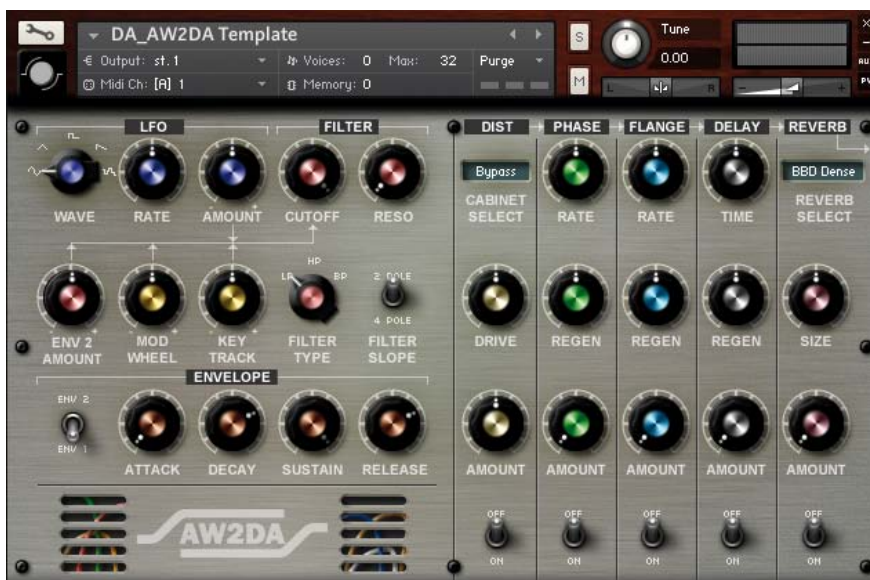 DA_AW2DA Template
Output: st.1 Voices: 0 Max: 32 Purge
Midi Ch: [A] 1 Memory: 0
S
M
Tune
0.00
L R
- +
AUX
PV
LFO FILTER DIST PHASE FLANGE DELAY REVERB
Bypass BBD Dense
WAVE RATE AMOUNT CUTOFF RESO CABINET SELECT RATE RATE TIME REVERB SELECT
HP
LP BP 2 POLE
4 POLE
ENV 2 AMOUNT MOD WHEEL KEY TRACK FILTER TYPE FILTER SLOPE DRIVE REGEN REGEN REGEN SIZE
ENVELOPE
ENV 2
ENV 1
ATTACK DECAY SUSTAIN RELEASE AMOUNT AMOUNT AMOUNT AMOUNT AMOUNT
AW2DA
OFF OFF OFF OFF OFF
ON ON ON ON ON